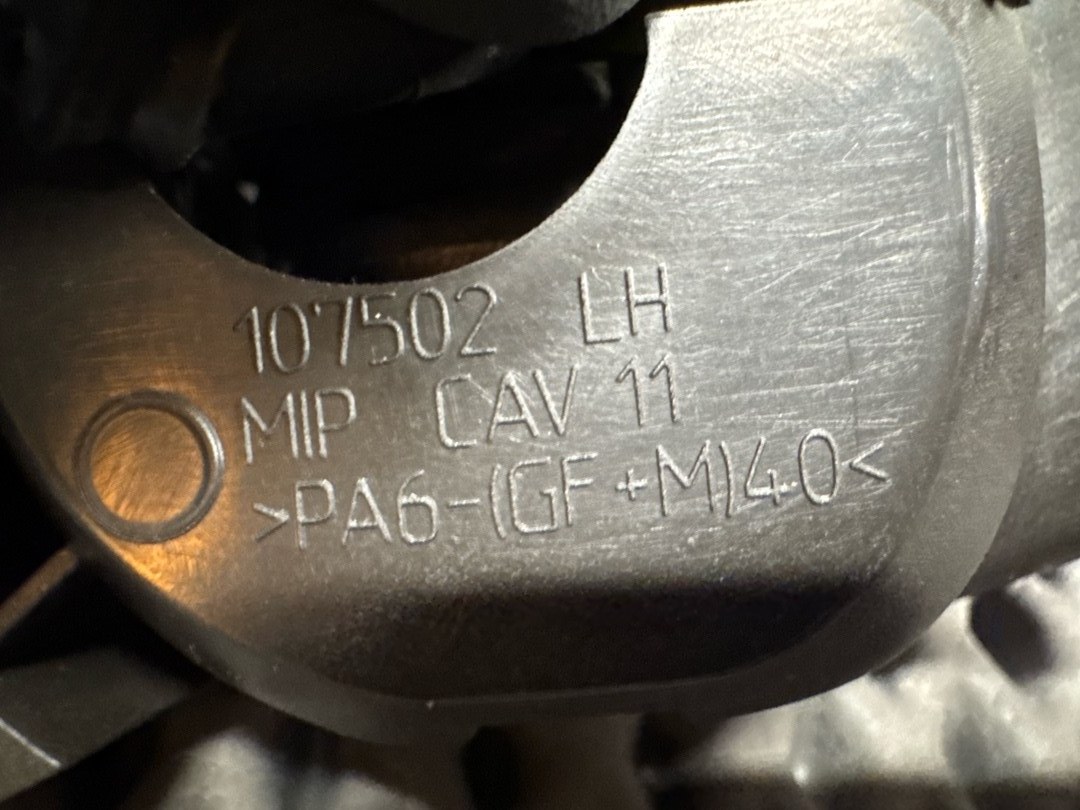 107502 LH
MIP CAV 11
>PA6-(GF+M)40<